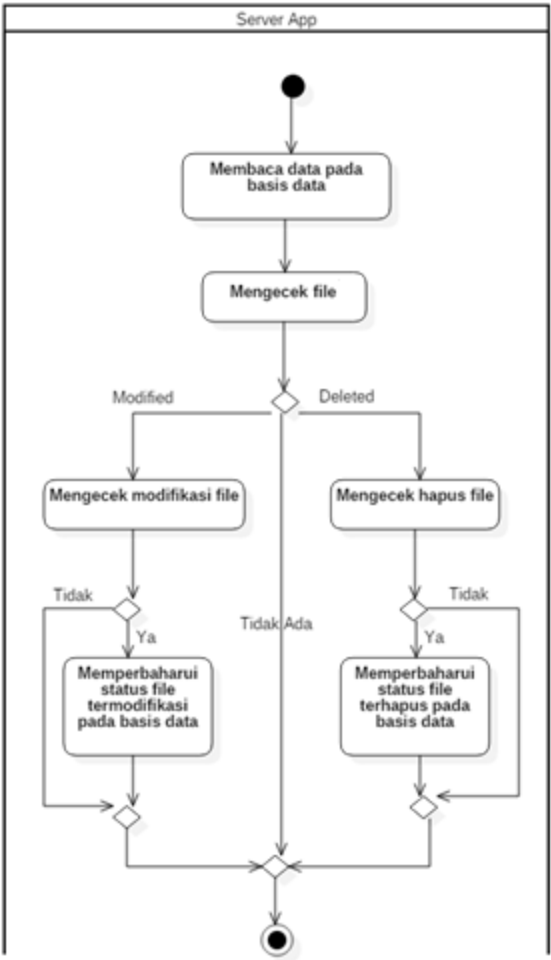 Server App
Membaca data pada
basis data
Mengecek file
Modified
Deleted
Mengecek modifikasi file
Mengecek hapus file
Tidak
Tidak
Tidak Ada
Ya
Ya
Memperbaharui
status file
termodifikasi
pada basis data
Memperbaharui
status file
terhapus pada
basis data